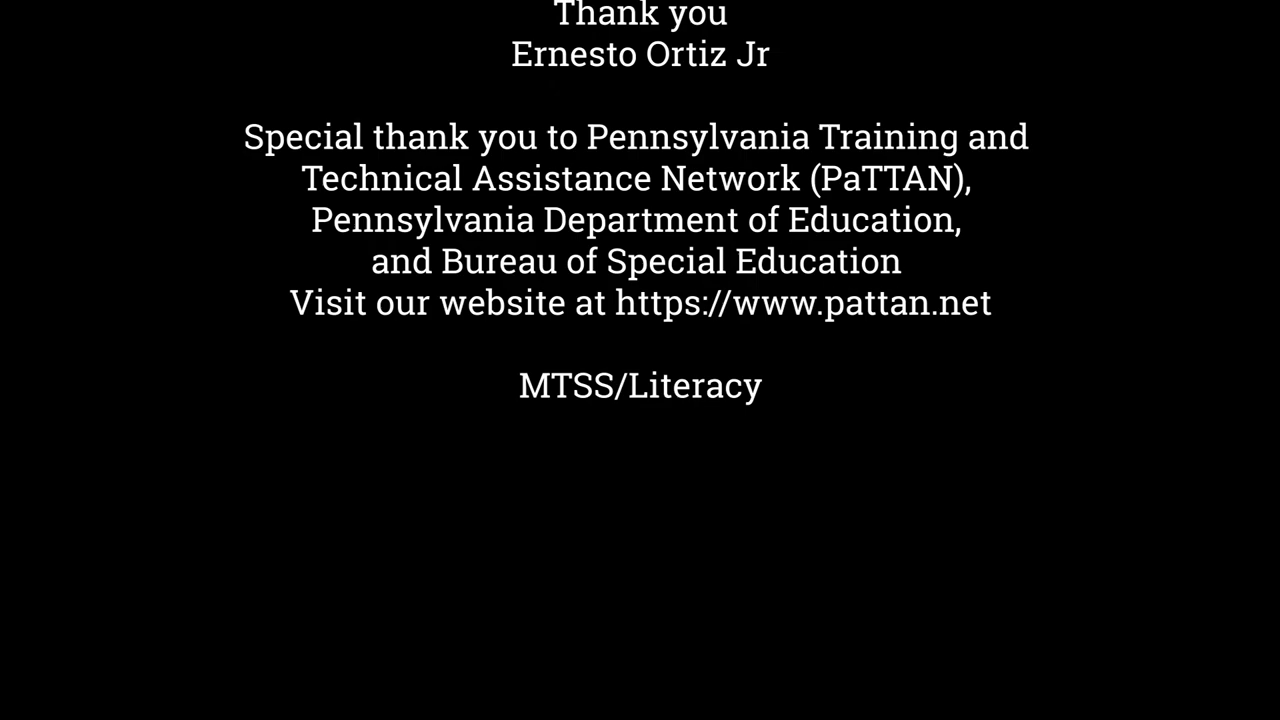 Thank you
Ernesto Ortiz Jr
Special thank you to Pennsylvania Training and
Technical Assistance Network (PaTTAN),
Pennsylvania Department of Education,
and Bureau of Special Education
Visit our website at https://www.pattan.net
MTSS/Literacy